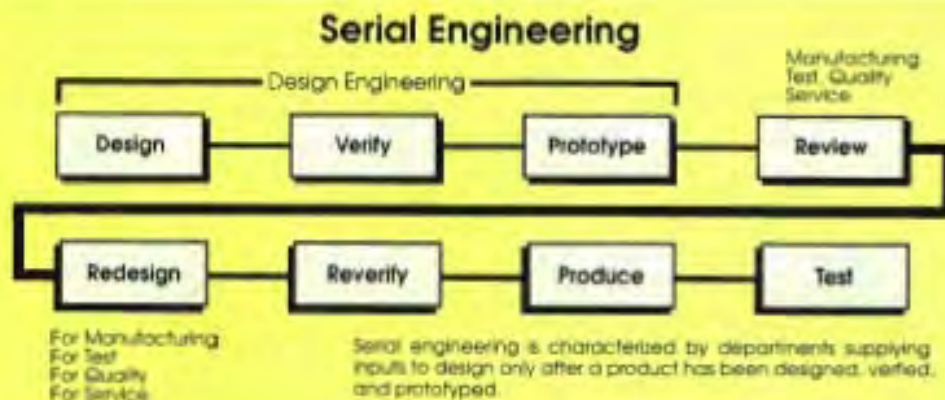 Serial Engineering
Design Engineering
Manufacturing
Test, Quality
Service
Design
Verify
Prototype
Review
Redesign
Reverify
Produce
Test
For Manufacturing
For Test
For Quality
For Service
Serial engineering is characterized by departments supplying
inputs to design only after a product has been designed, verified,
and prototyped.